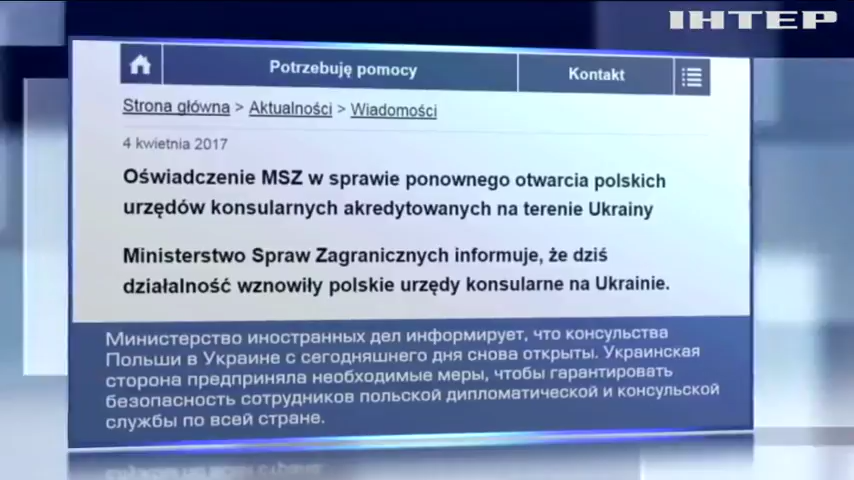 ІНТЕР
Potrzebuję pomocy
Kontakt
Strona główna > Aktualności > Wiadomości
4 kwietnia 2017
Oświadczenie MSZ w sprawie ponownego otwarcia polskich
urzędów konsularnych akredytowanych na terenie Ukrainy
Ministerstwo Spraw Zagranicznych informuje, że dziś
działalność wznowiły polskie urzędy konsularne na Ukrainie.
Министерство иностранных дел информирует, что консульства
Польши в Украине с сегодняшнего дня снова открыты. Украинская
сторона предприняла необходимые меры, чтобы гарантировать
безопасность сотрудников польской дипломатической и консульской
службы по всей стране.